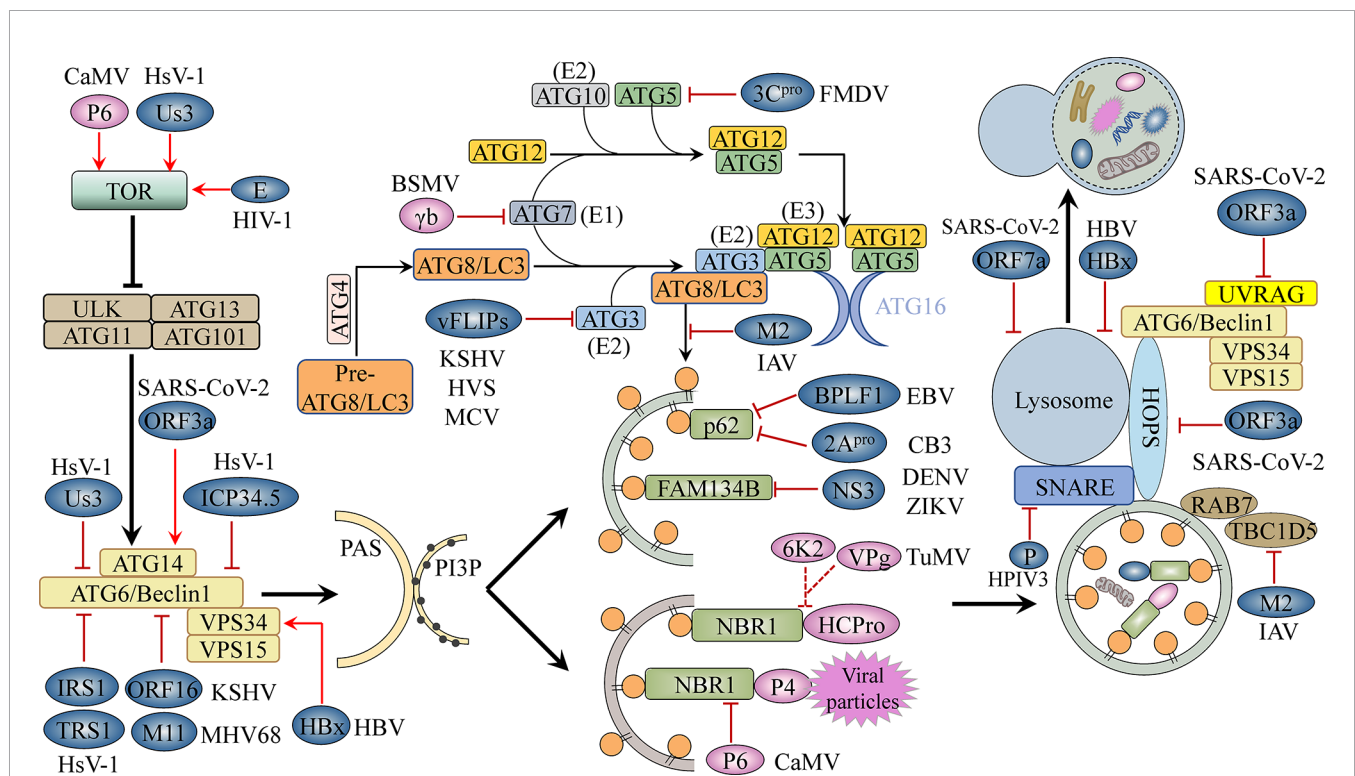 CaMV
HsV-1
P6
Us3
TOR
E
HIV-1
ULK
ATG13
ATG11
ATG101
SARS-CoV-2
ORF3a
HsV-1
Us3
HsV-1
ICP34.5
ATG14
ATG6/Beclin1
VPS34
VPS15
IRS1
TRS1
HsV-1
ORF16
KSHV
M11
MHV68
HBx
HBV
(E2)
ATG10
ATG5
3Cpro
FMDV
ATG12
ATG12
ATG5
BSMV
γb
ATG7
(E1)
ATG4
ATG8/LC3
Pre-
ATG8/LC3
vFLIPs
KSHV
HVS
MCV
ATG3
(E2)
(E3)
(E2)
ATG12
ATG3
ATG5
ATG8/LC3
ATG12
ATG5
ATG16
M2
IAV
PAS
PI3P
p62
BPLF1
EBV
2Apro
CB3
FAM134B
NS3
DENV
ZIKV
6K2
VPg
TuMV
NBR1
HCPro
NBR1
P4
Viral
particles
P6
CaMV
SARS-CoV-2
ORF7a
HBV
HBx
SARS-CoV-2
ORF3a
UVRAG
ATG6/Beclin1
VPS34
VPS15
Lysosome
HOPS
ORF3a
SARS-CoV-2
SNARE
P
HPIV3
RAB7
TBC1D5
M2
IAV